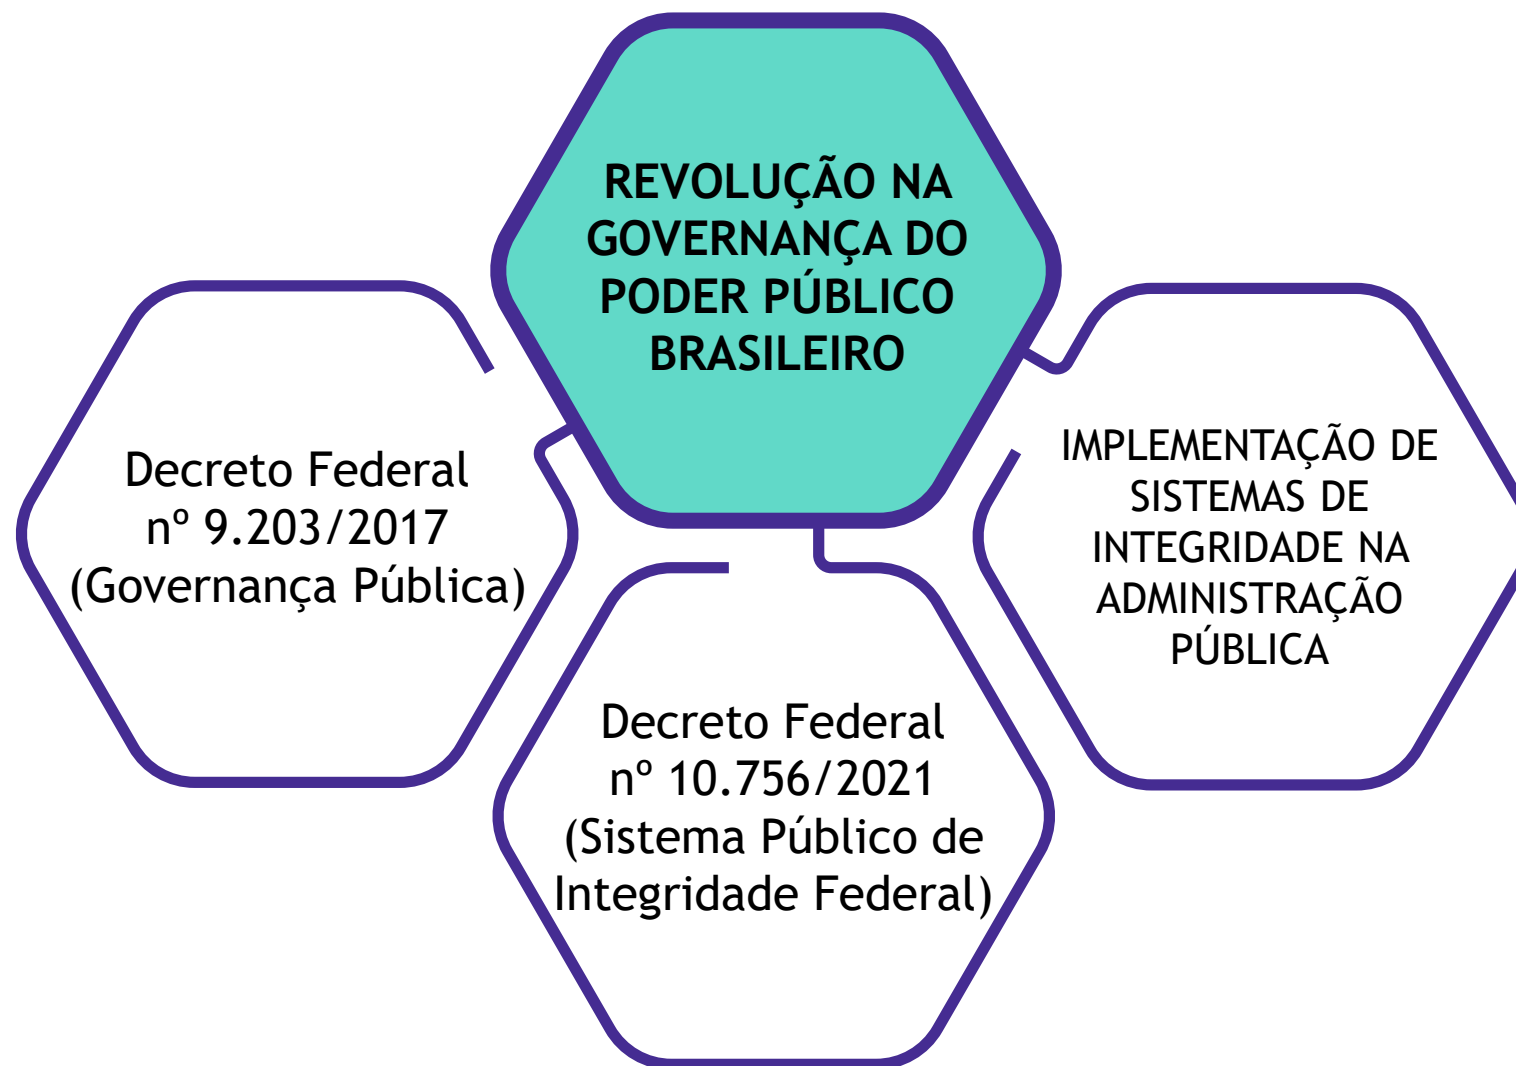 REVOLUÇÃO NA
GOVERNANÇA DO
PODER PÚBLICO
BRASILEIRO
Decreto Federal
nº 9.203/2017
(Governança Pública)
Decreto Federal
nº 10.756/2021
(Sistema Público de
Integridade Federal)
IMPLEMENTAÇÃO DE
SISTEMAS DE
INTEGRIDADE NA
ADMINISTRAÇÃO
PÚBLICA